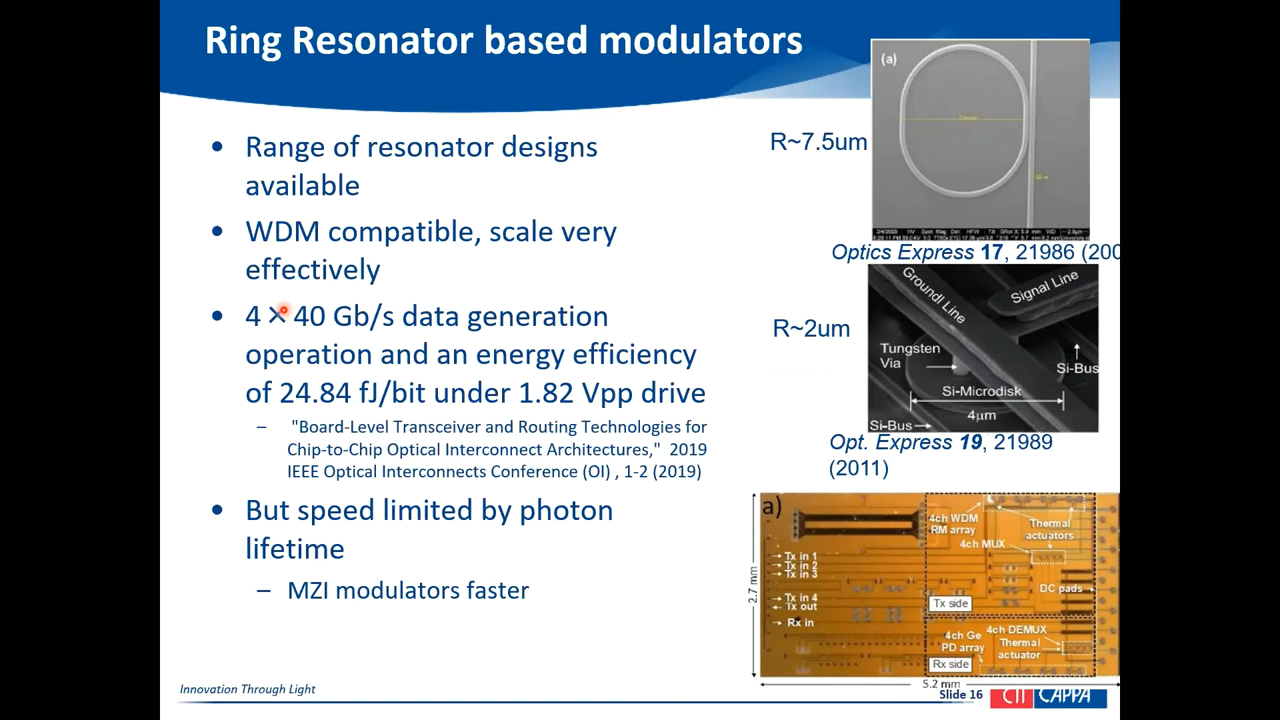 Ring Resonator based modulators
• Range of resonator designs
available
• WDM compatible, scale very
effectively
• 4 × 40 Gb/s data generation
operation and an energy efficiency
of 24.84 fJ/bit under 1.82 Vpp drive
– "Board-Level Transceiver and Routing Technologies for
Chip-to-Chip Optical Interconnect Architectures," 2019
IEEE Optical Interconnects Conference (OI) , 1-2 (2019)
• But speed limited by photon
lifetime
– MZI modulators faster
(a)
R~7.5um
Optics Express 17, 21986 (200
R~2um
Ground Line
Signal Line
Tungsten
Via
Si-Bus
Si-Microdisk
4μm
Si-Bus
Opt. Express 19, 21989
(2011)
a)
4ch WDM
RM array
Thermal
actuators
4ch MUX
Tx in 1
Tx in 2
Tx in 3
Tx in 4
Tx out
Rx in
DC pads
Tx side
4ch Ge
PD array
4ch DEMUX
Thermal
actuator
Rx side
2.7 mm
5.2 mm
Innovation Through Light
Slide 16
CIT CAPPA